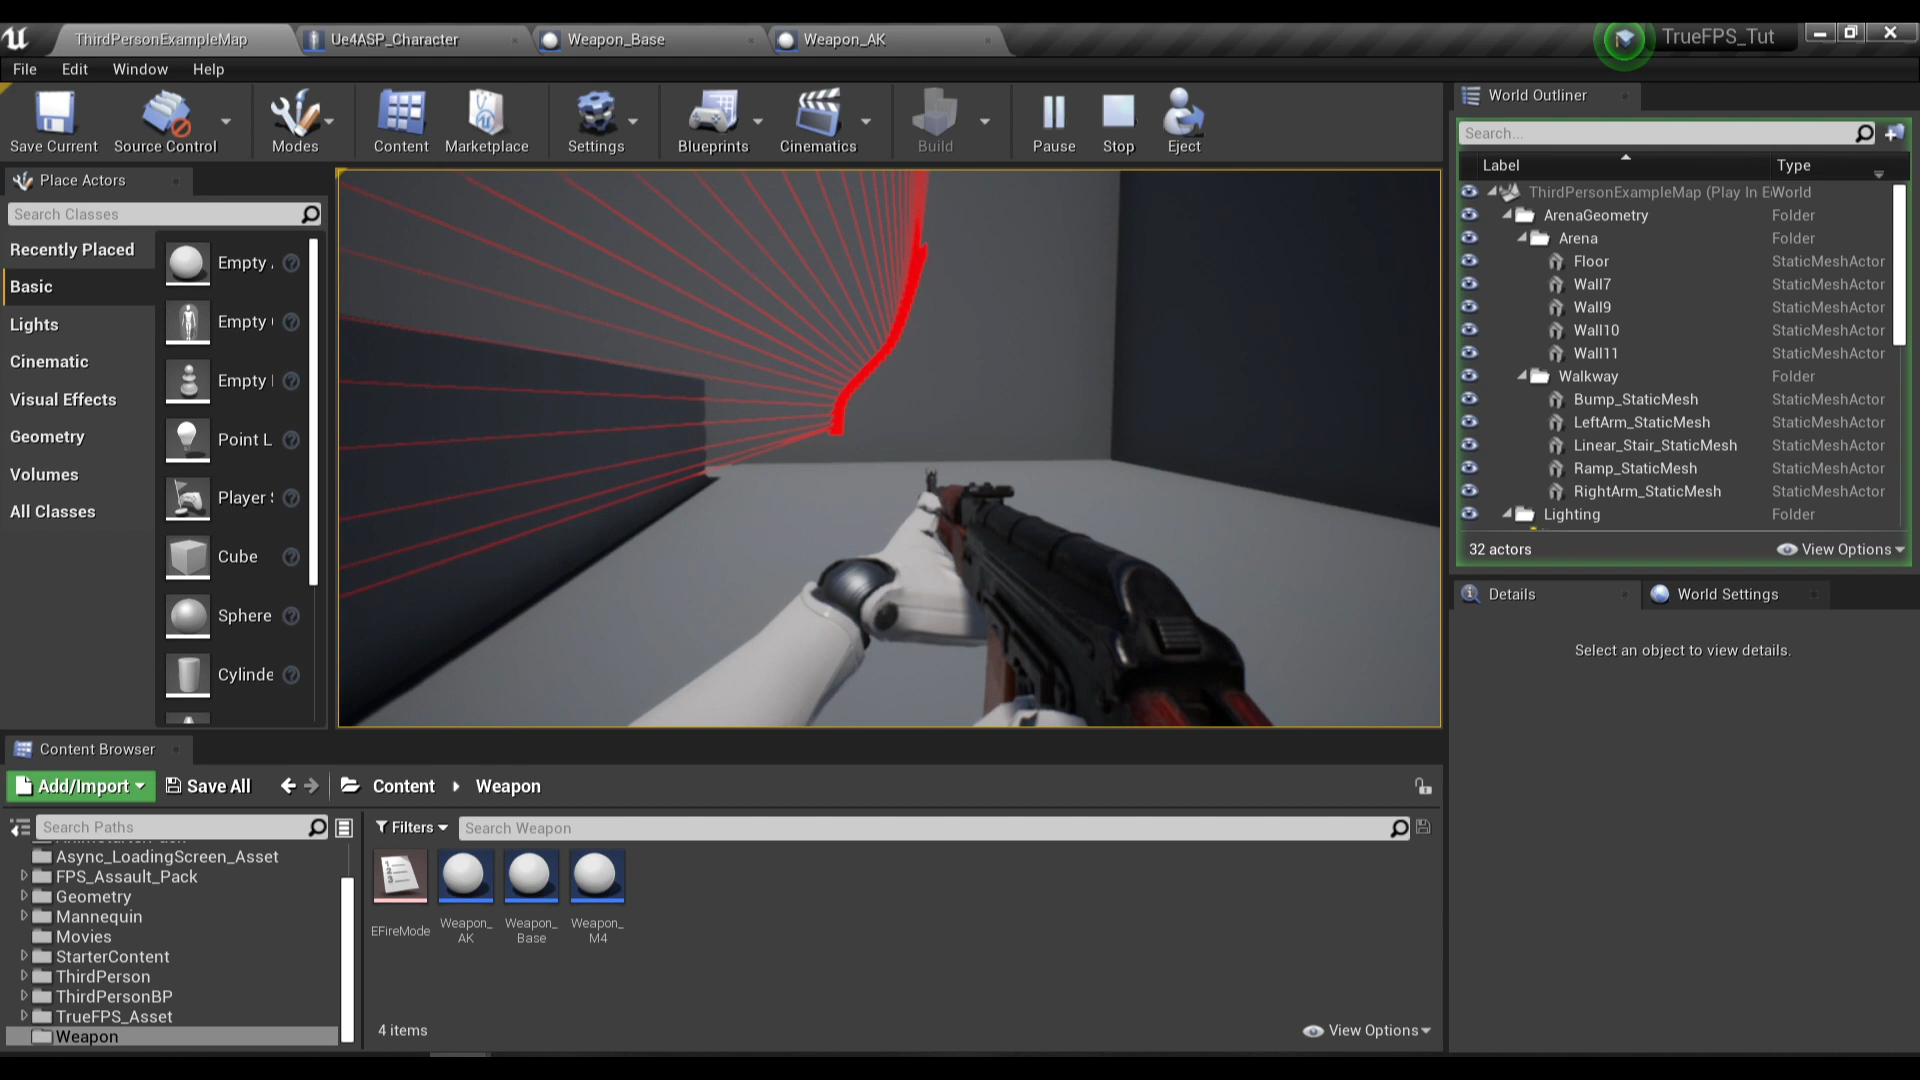 ThirdPersonExampleMap
Ue4ASP_Character
Weapon_Base
Weapon_AK
TrueFPS_Tut
File
Edit
Window
Help
Save Current
Source Control
Modes
Content
Marketplace
Settings
Blueprints
Cinematics
Build
Pause
Stop
Eject
Place Actors
Search Classes
Recently Placed
Basic
Lights
Cinematic
Visual Effects
Geometry
Volumes
All Classes
Empty
Empty
Empty
Point L
Player
Cube
Sphere
Cylinde
World Outliner
Search...
Label
Type
ThirdPersonExampleMap (Play In E World
ArenaGeometry Folder
Arena Folder
Floor StaticMeshActor
Wall7 StaticMeshActor
Wall9 StaticMeshActor
Wall10 StaticMeshActor
Wall11 StaticMeshActor
Walkway Folder
Bump_StaticMesh StaticMeshActor
LeftArm_StaticMesh StaticMeshActor
Linear_Stair_StaticMesh StaticMeshActor
Ramp_StaticMesh StaticMeshActor
RightArm_StaticMesh StaticMeshActor
Lighting Folder
32 actors
View Options
Details
World Settings
Select an object to view details.
Content Browser
Add/Import
Save All
Content
Weapon
Search Paths
Filters
Search Weapon
Async_LoadingScreen_Asset
FPS_Assault_Pack
Geometry
Mannequin
Movies
StarterContent
ThirdPerson
ThirdPersonBP
TrueFPS_Asset
Weapon
EFireMode
Weapon_
AK
Weapon_
Base
Weapon_
M4
4 items
View Options